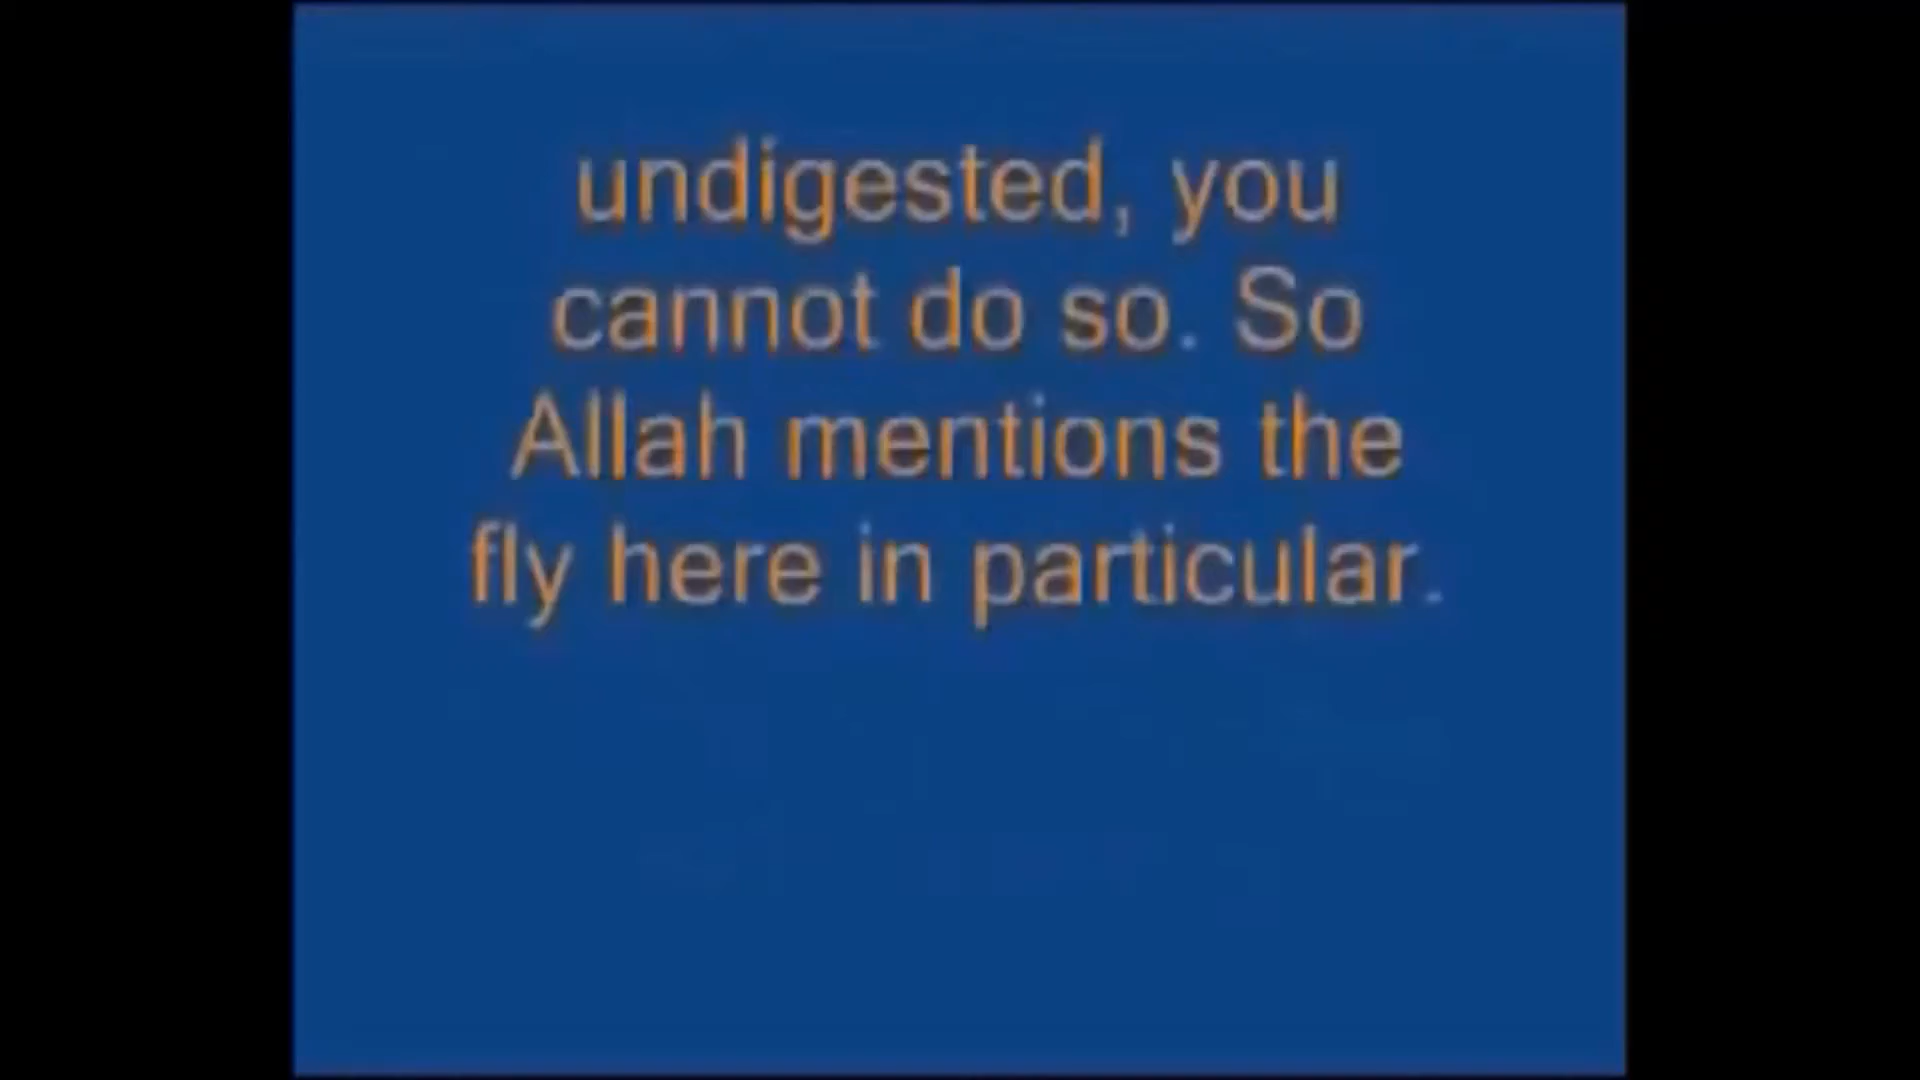 undigested, you
cannot do so. So
Allah mentions the
fly here in particular.